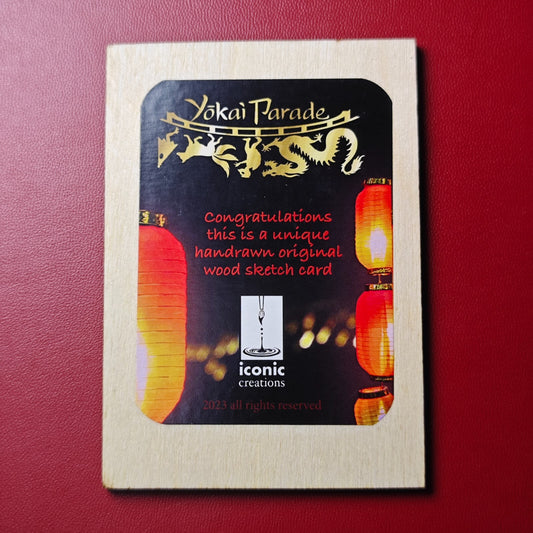 Yōkai Parade
Congratulations
this is a unique
handrawn original
wood sketch card
iconic
creations
2023 all rights reserved